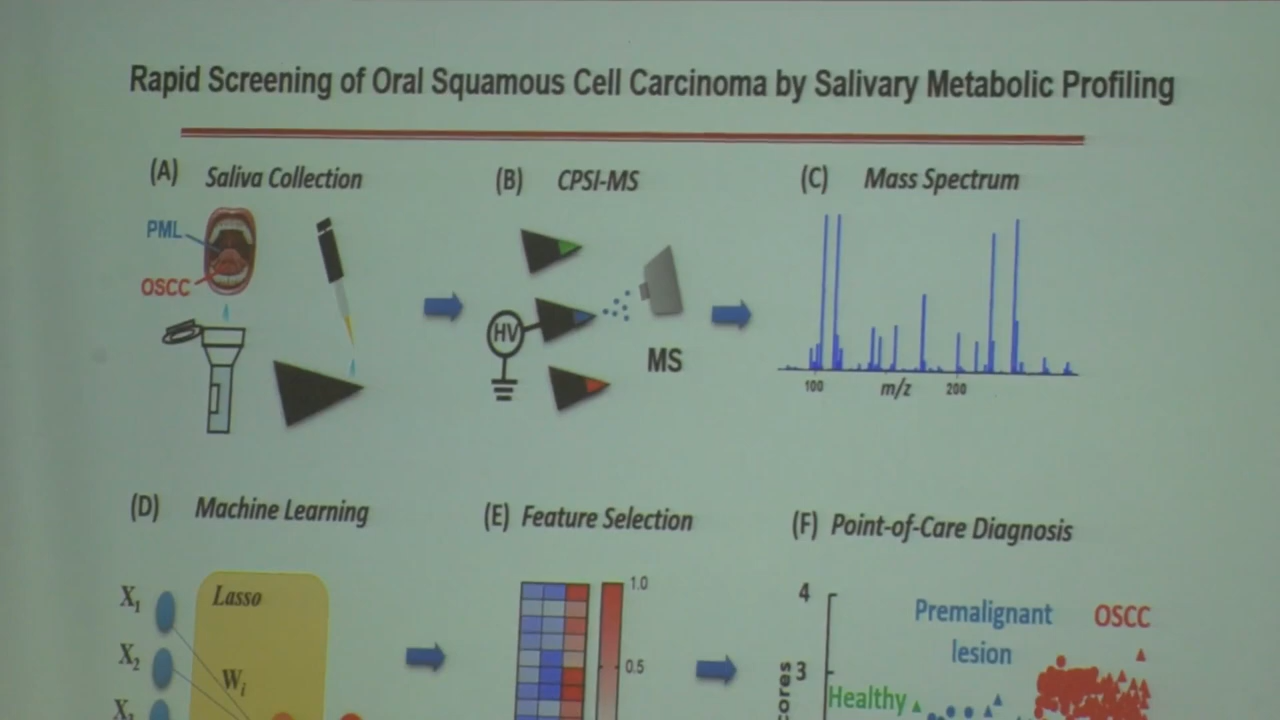 Rapid Screening of Oral Squamous Cell Carcinoma by Salivary Metabolic Profiling
(A) Saliva Collection
PML
OSCC
(B) CPSI-MS
HV
MS
(C) Mass Spectrum
100 m/z 200
(D) Machine Learning
X1
X2
Lasso
Wi
(E) Feature Selection
1.0
0.5
(F) Point-of-Care Diagnosis
4
3
Premalignant
lesion
OSCC
Healthy